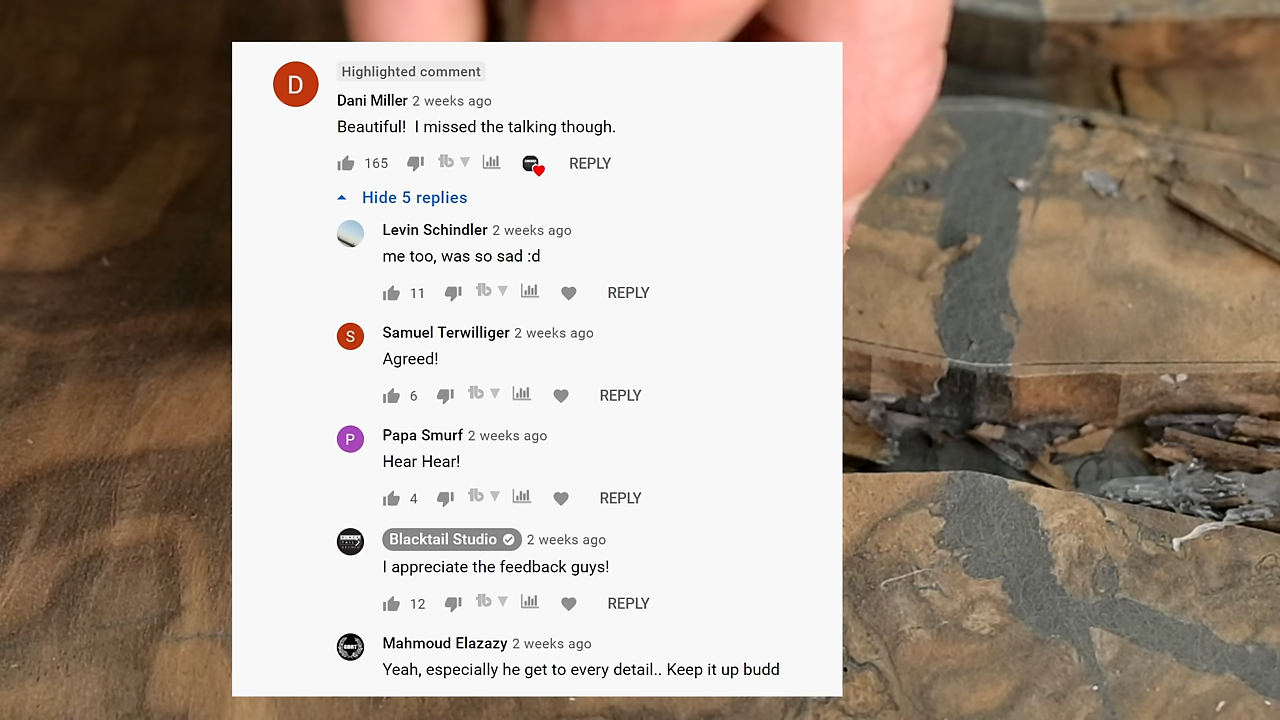 Highlighted comment
D
Dani Miller 2 weeks ago
Beautiful!  I missed the talking though.
165 REPLY
Hide 5 replies
Levin Schindler 2 weeks ago
me too, was so sad :d
11 REPLY
S
Samuel Terwilliger 2 weeks ago
Agreed!
6 REPLY
P
Papa Smurf 2 weeks ago
Hear Hear!
4 REPLY
Blacktail Studio 2 weeks ago
I appreciate the feedback guys!
12 REPLY
Mahmoud Elazazy 2 weeks ago
Yeah, especially he get to every detail.. Keep it up budd